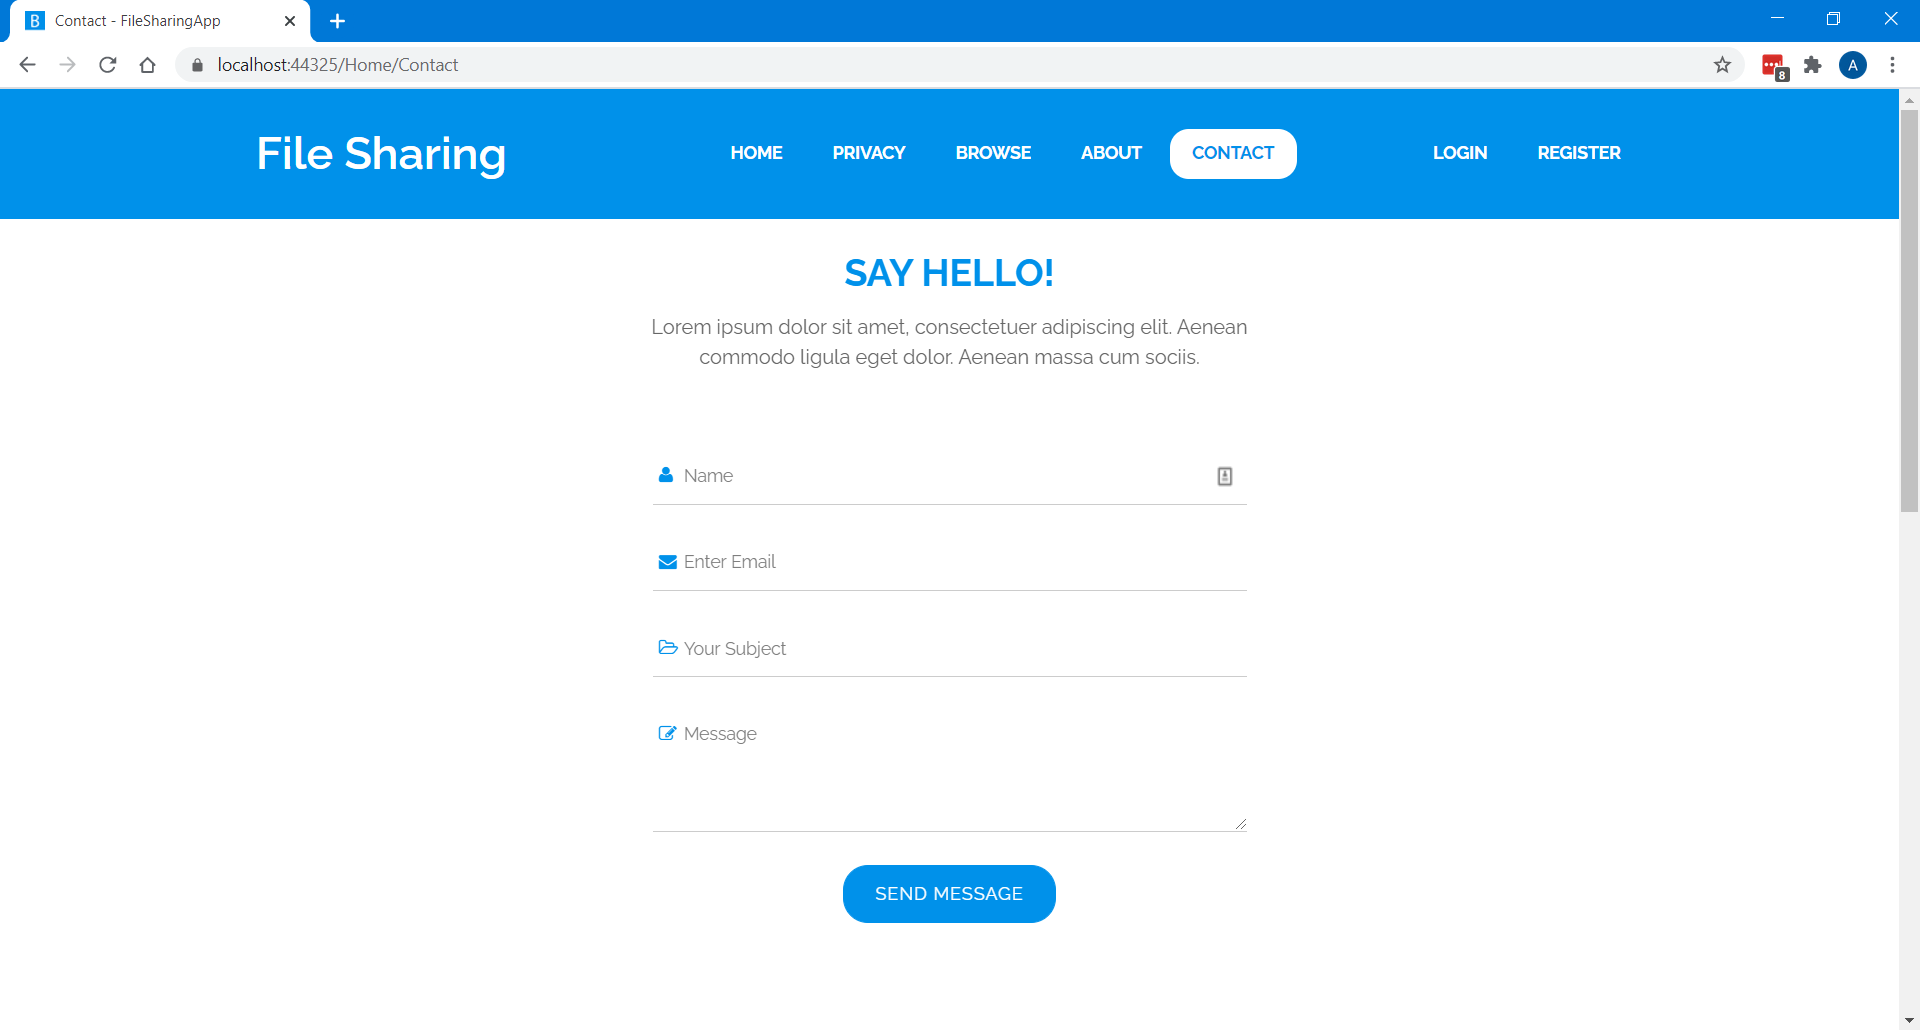 B Contact - FileSharingApp
localhost:44325/Home/Contact
8
A
File Sharing
HOME PRIVACY BROWSE ABOUT CONTACT LOGIN REGISTER
SAY HELLO!
Lorem ipsum dolor sit amet, consectetuer adipiscing elit. Aenean
commodo ligula eget dolor. Aenean massa cum sociis.
Name
Enter Email
Your Subject
Message
SEND MESSAGE